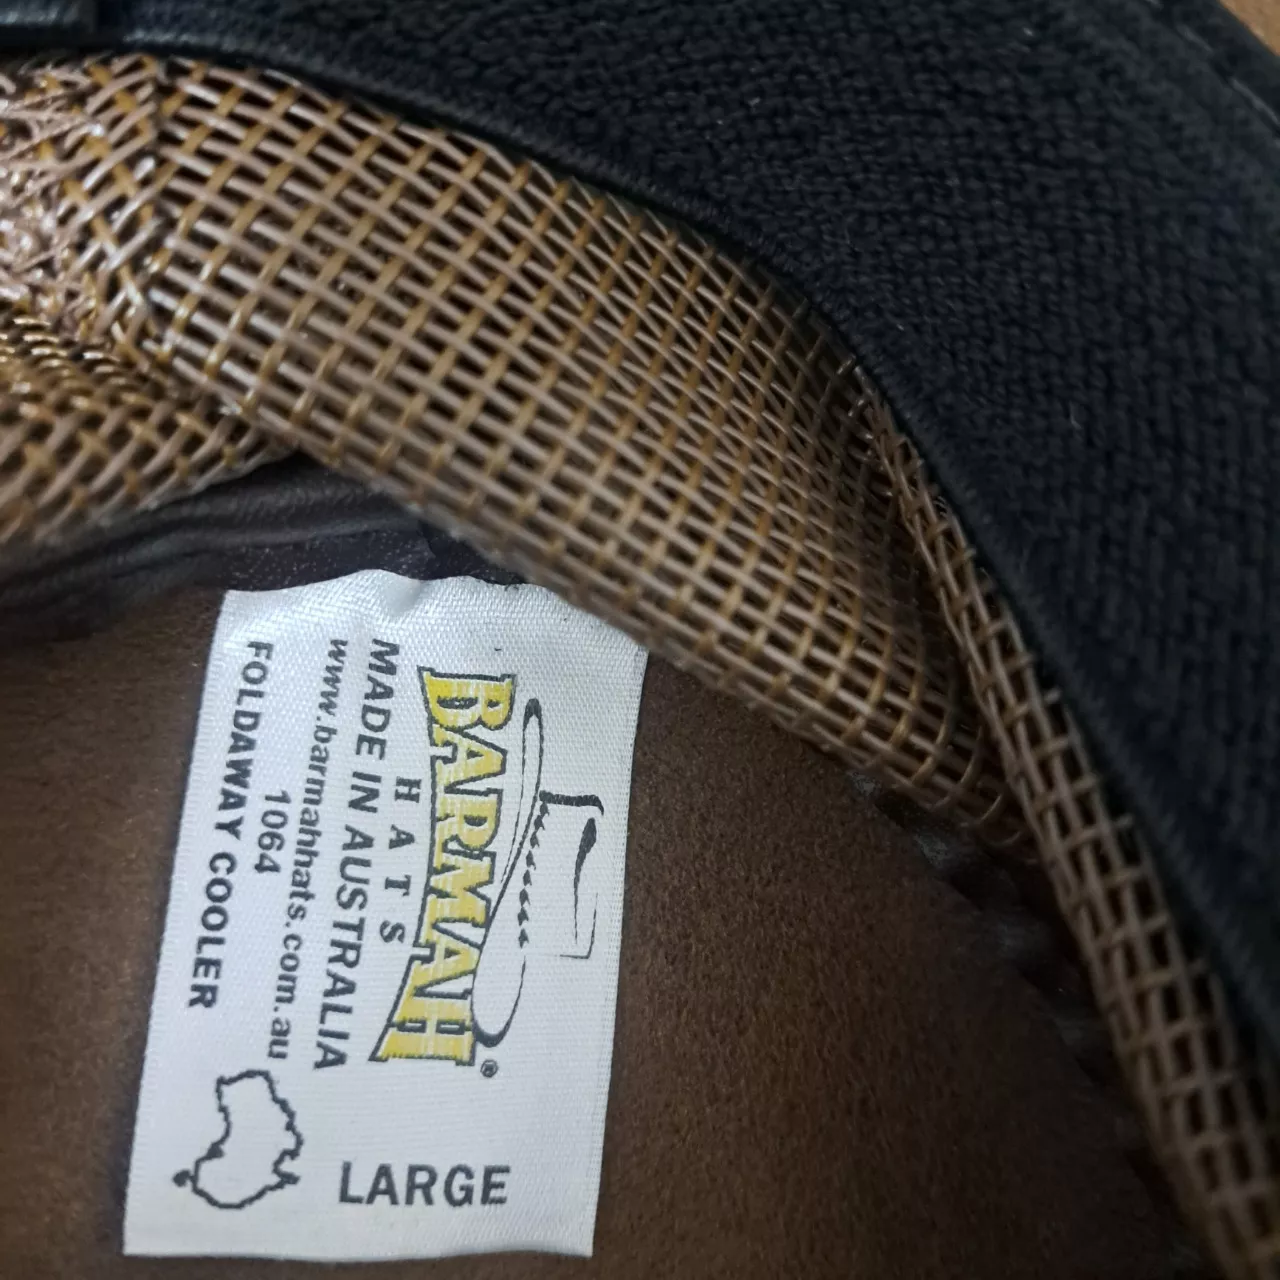 BARMAH®
HATS
MADE IN AUSTRALIA
www.barmahhats.com.au
1064
FOLDAWAY COOLER
LARGE